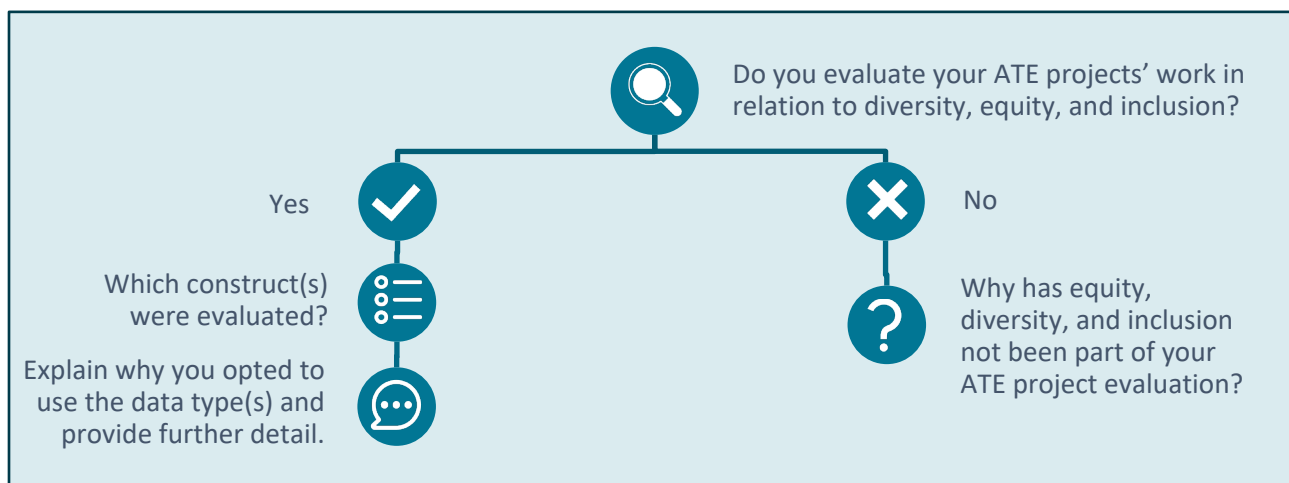 Do you evaluate your ATE projects’ work in
relation to diversity, equity, and inclusion?
Yes
No
Which construct(s)
were evaluated?
Explain why you opted to
use the data type(s) and
provide further detail.
Why has equity,
diversity, and inclusion
not been part of your
ATE project evaluation?